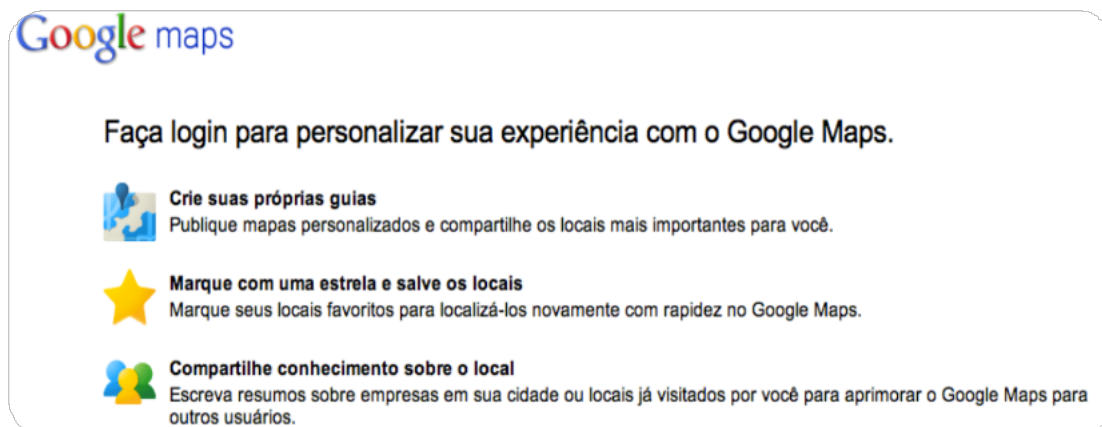 Google maps
Faça login para personalizar sua experiência com o Google Maps.
Crie suas próprias guias
Publique mapas personalizados e compartilhe os locais mais importantes para você.
Marque com uma estrela e salve os locais
Marque seus locais favoritos para localizá-los novamente com rapidez no Google Maps.
Compartilhe conhecimento sobre o local
Escreva resumos sobre empresas em sua cidade ou locais já visitados por você para aprimorar o Google Maps para
outros usuários.